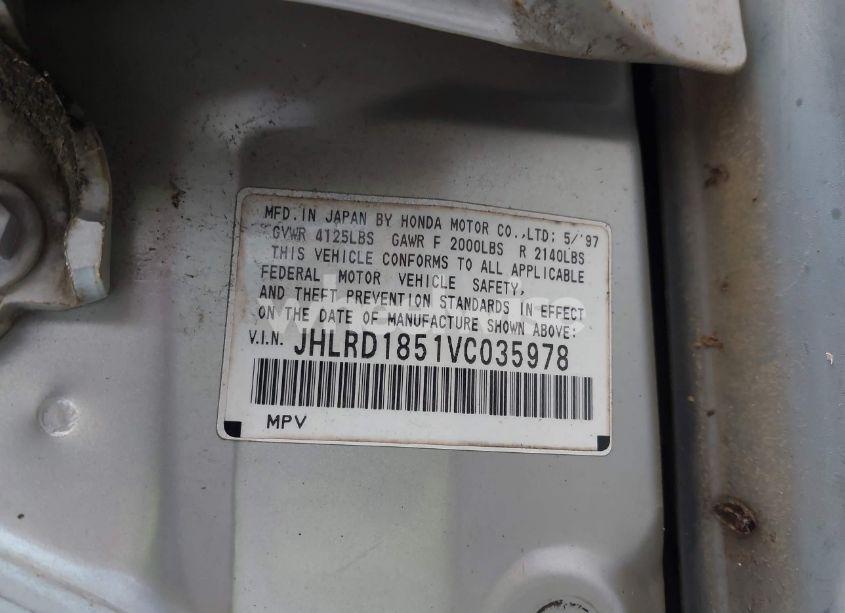 MFD. IN JAPAN BY HONDA MOTOR CO.,LTD; 5/'97
GVWR 4125LBS GAWR F 2000LBS R 2140LBS
THIS VEHICLE CONFORMS TO ALL APPLICABLE
FEDERAL MOTOR VEHICLE SAFETY,
AND THEFT PREVENTION STANDARDS IN EFFECT
ON THE DATE OF MANUFACTURE SHOWN ABOVE:
V.I.N. JHLRD1851VC035978
MPV